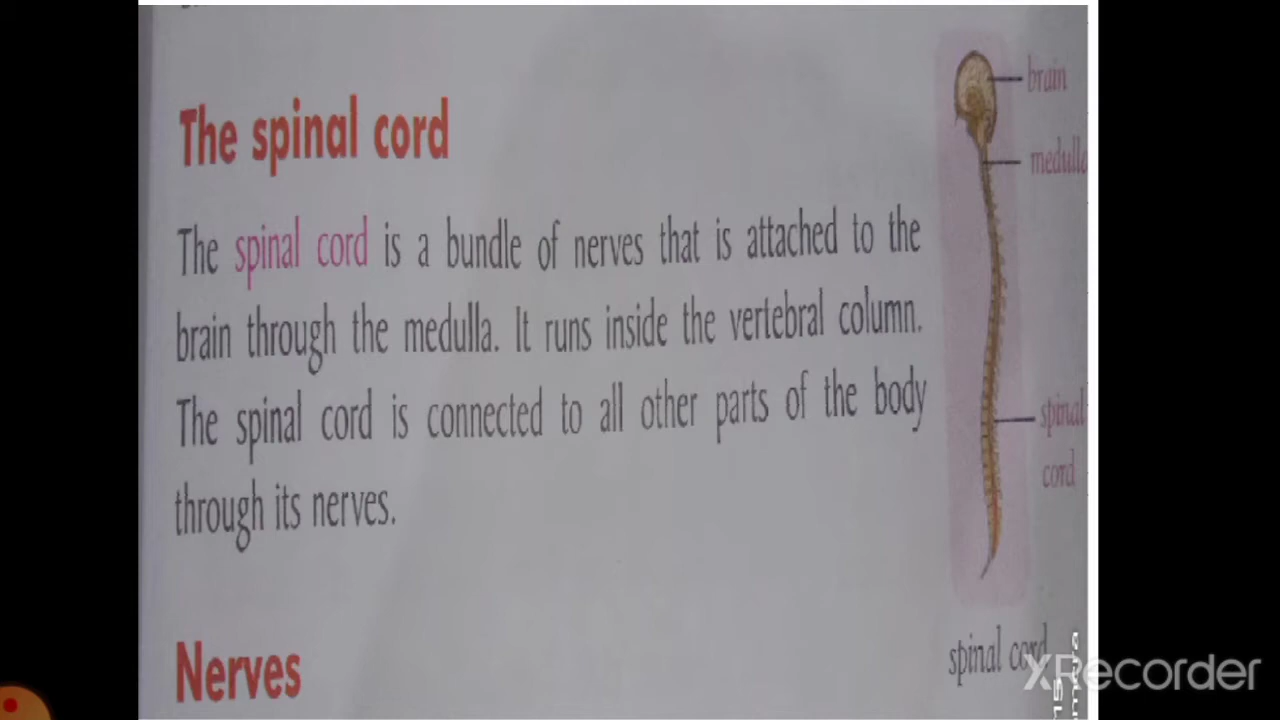 The spinal cord
The spinal cord is a bundle of nerves that is attached to the
brain through the medulla. It runs inside the vertebral column.
The spinal cord is connected to all other parts of the body
through its nerves.
Nerves
brain
medulla
spinal
cord
spinal cord
XRecorder